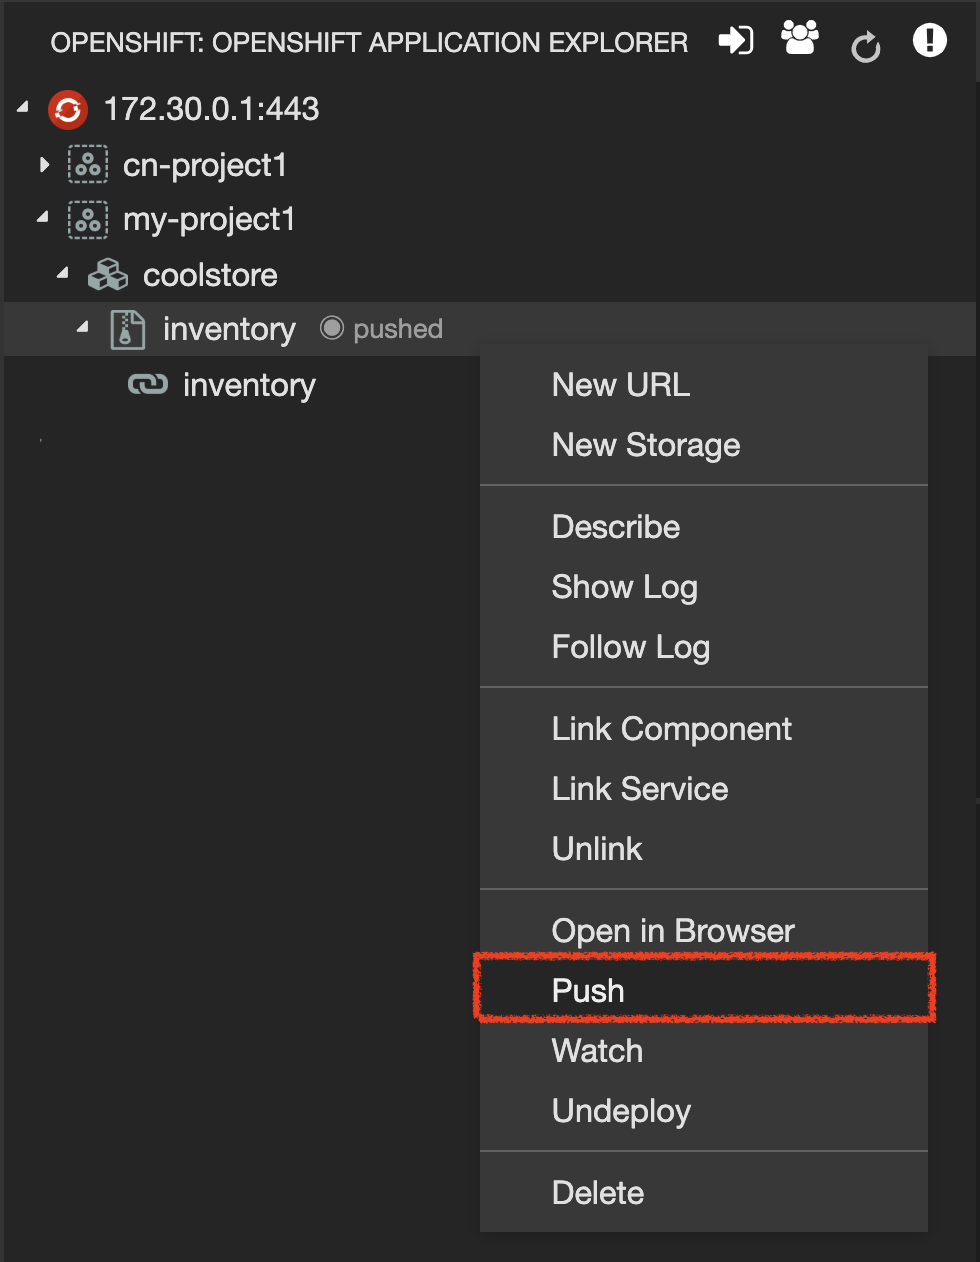 OPENSHIFT: OPENSHIFT APPLICATION EXPLORER
172.30.0.1:443
cn-project1
my-project1
coolstore
inventory pushed
inventory
New URL
New Storage
Describe
Show Log
Follow Log
Link Component
Link Service
Unlink
Open in Browser
Push
Watch
Undeploy
Delete